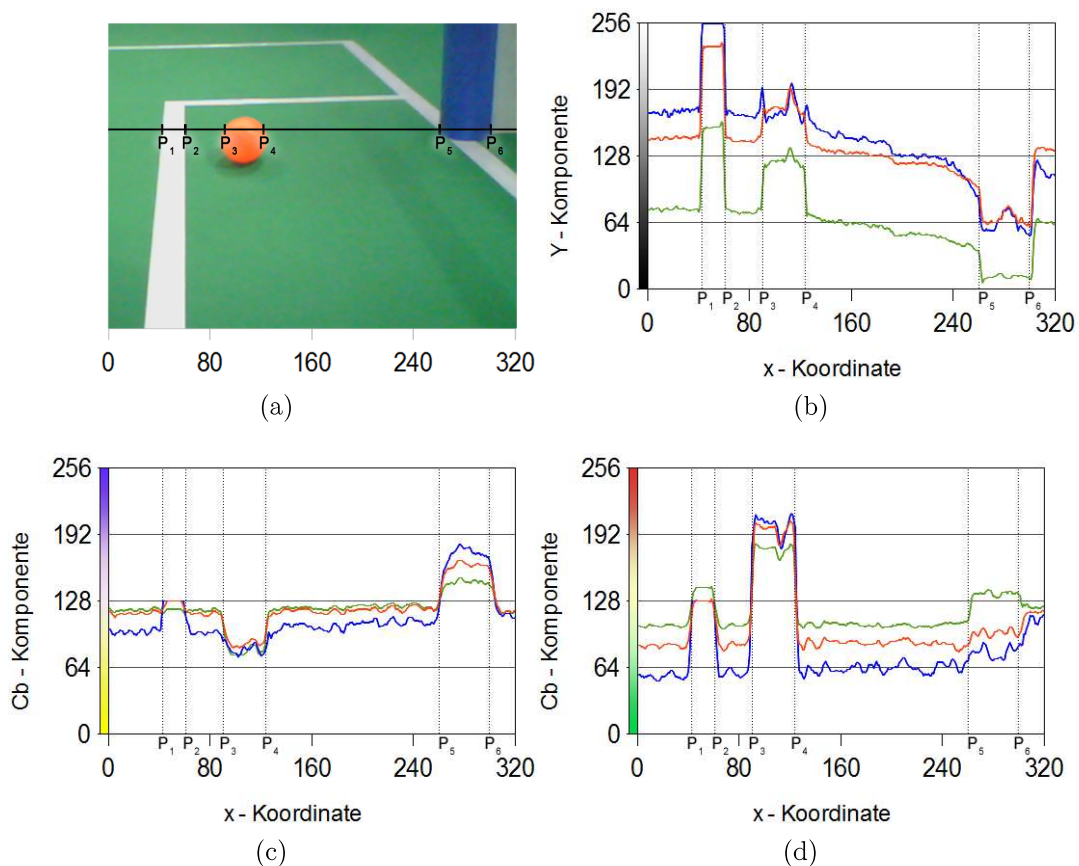 P1 P2 P3 P4 P5 P6
0 80 160 240 320
(a)
256
192
128
64
0
Y - Komponente
P1 P2 P3 P4 P5 P6
0 80 160 240 320
x - Koordinate
(b)
256
192
128
64
0
Cb - Komponente
P1 P2 P3 P4 P5 P6
0 80 160 240 320
x - Koordinate
(c)
256
192
128
64
0
Cb - Komponente
P1 P2 P3 P4 P5 P6
0 80 160 240 320
x - Koordinate
(d)